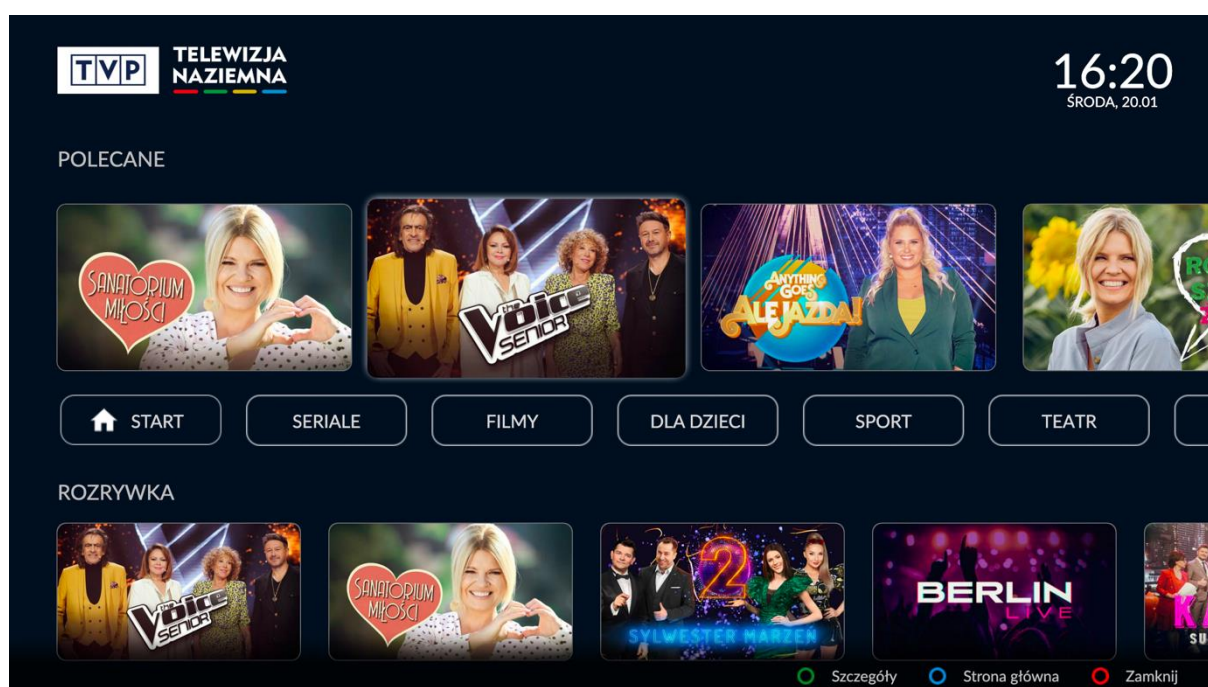 TVP
TELEWIZJA
NAZIEMNA
16:20
ŚRODA, 20.01
POLECANE
SANATORIUM
MIŁOŚCI
the
Voice
SENIOR
ANYTHING
GOES
ALE JAZDA!
START
SERIALE
FILMY
DLA DZIECI
SPORT
TEATR
ROZRYWKA
the
Voice
SENIOR
SANATORIUM
MIŁOŚCI
2
SYLWESTER MARZEŃ
BERLIN
LIVE
Szczegóły
Strona główna
Zamknij